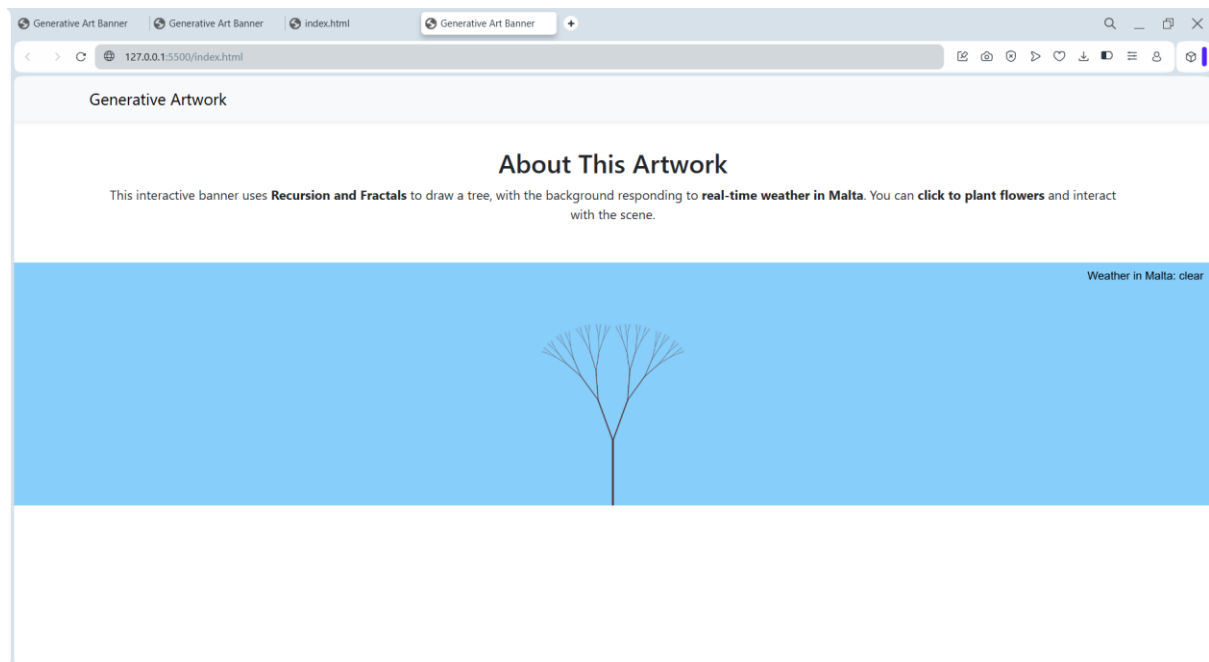 Generative Art Banner Generative Art Banner index.html Generative Art Banner
127.0.0.1:5500/index.html
Generative Artwork
About This Artwork
This interactive banner uses Recursion and Fractals to draw a tree, with the background responding to real-time weather in Malta. You can click to plant flowers and interact
with the scene.
Weather in Malta: clear